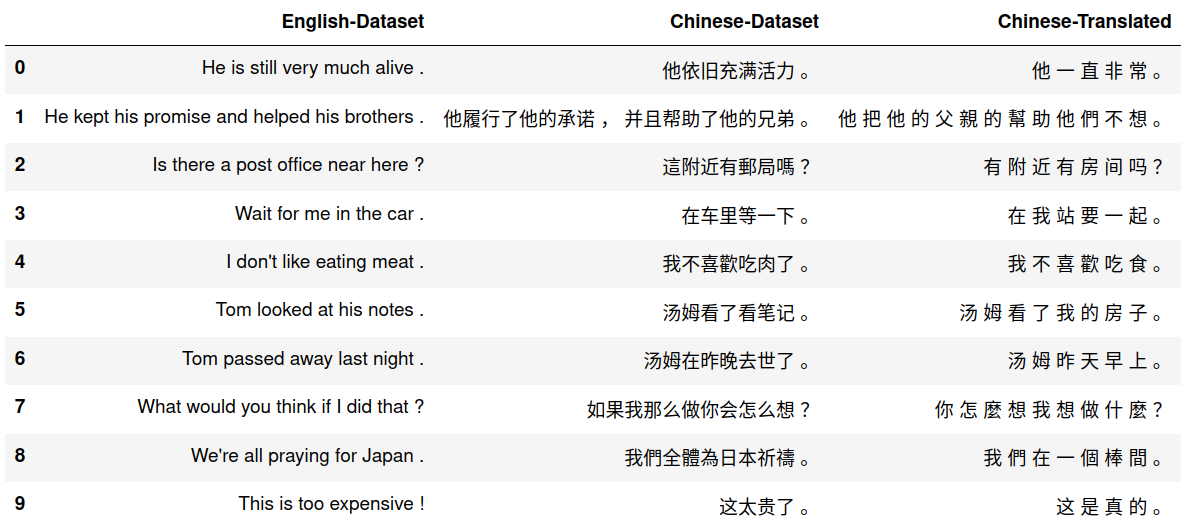 English-Dataset Chinese-Dataset Chinese-Translated
0 He is still very much alive . 他依旧充满活力 。 他 一 直 非 常 。
1 He kept his promise and helped his brothers . 他履行了他的承诺 ， 并且帮助了他的兄弟 。 他 把 他 的 父 親 的 幫 助 他 們 不 想 。
2 Is there a post office near here ? 這附近有郵局嗎 ？ 有 附 近 有 房 间 吗 ？
3 Wait for me in the car . 在车里等一下 。 在 我 站 要 一 起 。
4 I don't like eating meat . 我不喜歡吃肉了 。 我 不 喜 歡 吃 食 。
5 Tom looked at his notes . 汤姆看了看笔记 。 汤 姆 看 了 我 的 房 子 。
6 Tom passed away last night . 汤姆在昨晚去世了 。 汤 姆 昨 天 早 上 。
7 What would you think if I did that ? 如果我那么做你会怎么想 ？ 你 怎 麼 想 我 想 做 什 麼 ？
8 We're all praying for Japan . 我們全體為日本祈禱 。 我 們 在 一 個 棒 間 。
9 This is too expensive ! 这太贵了 。 这 是 真 的 。